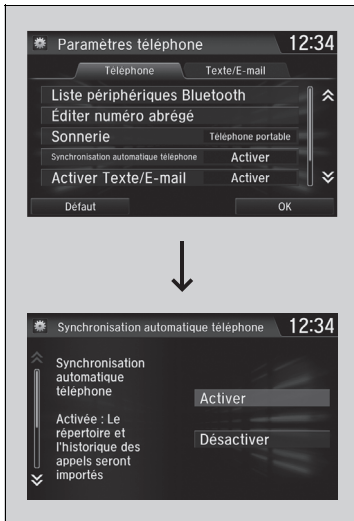 Paramètres téléphone 12:34
Téléphone Texte/E-mail
Liste périphériques Bluetooth
Éditer numéro abrégé
Sonnerie Téléphone portable
Synchronisation automatique téléphone Activer
Activer Texte/E-mail Activer
Défaut OK
Synchronisation automatique téléphone 12:34
Synchronisation
automatique
téléphone
Activée : Le
répertoire et
l'historique des
appels seront
importés
Activer
Désactiver